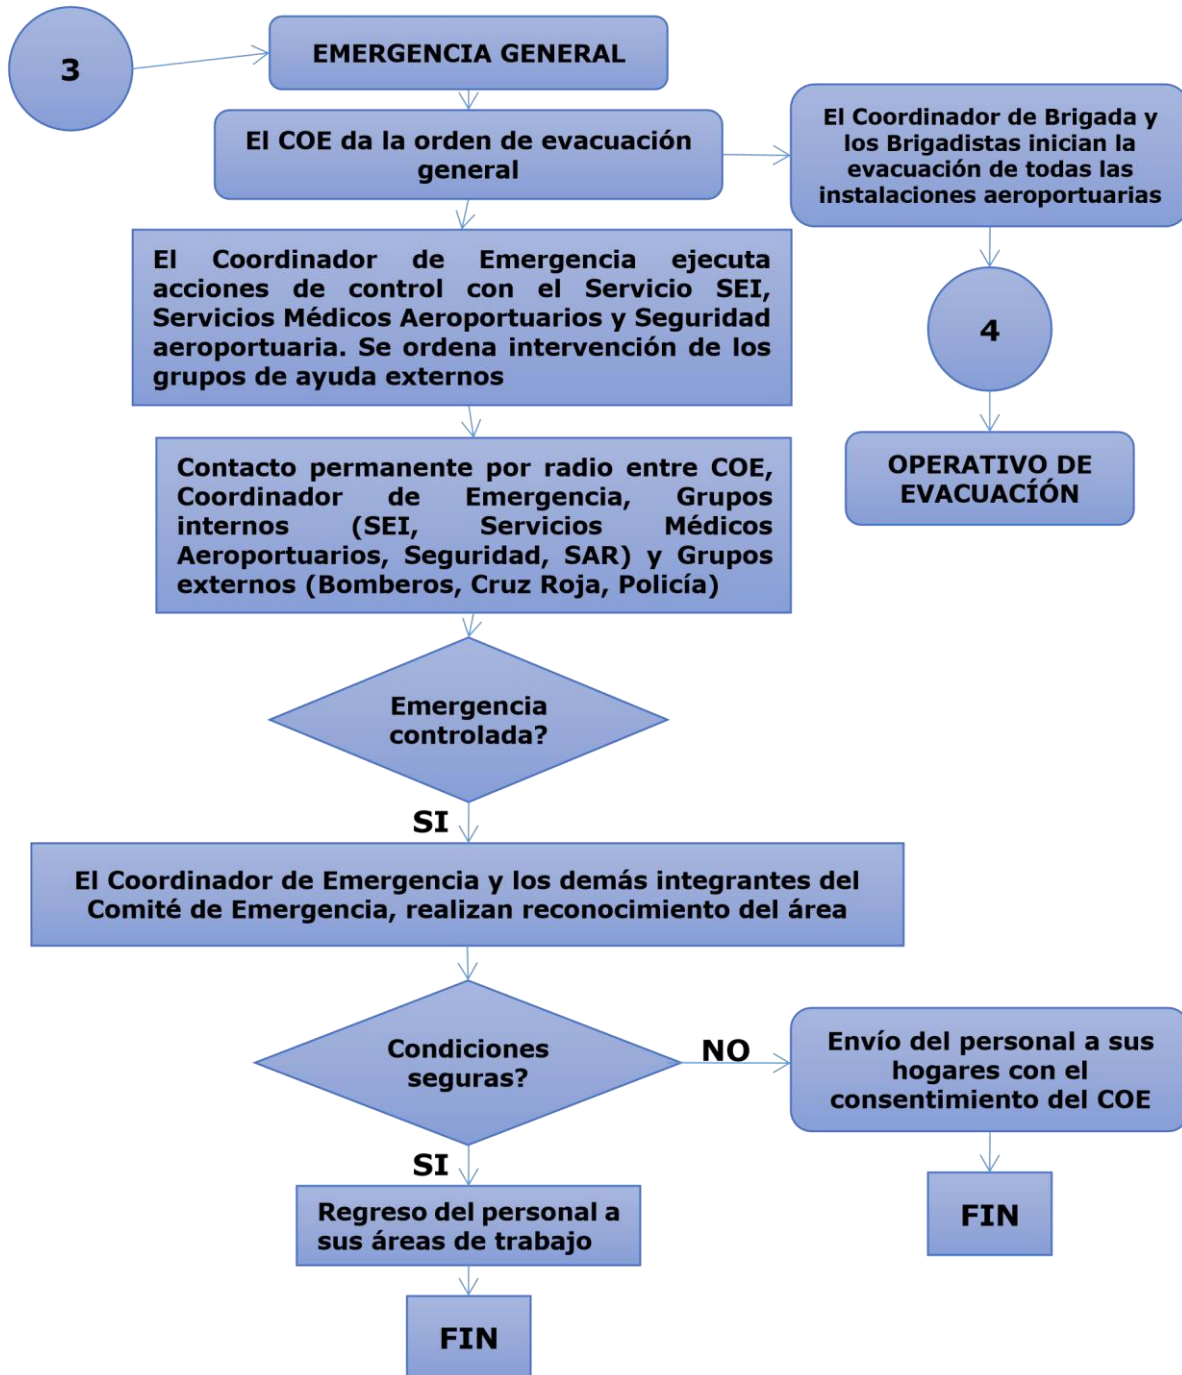 3
EMERGENCIA GENERAL
El COE da la orden de evacuación
general
El Coordinador de Brigada y
los Brigadistas inician la
evacuación de todas las
instalaciones aeroportuarias
El Coordinador de Emergencia ejecuta
acciones de control con el Servicio SEI,
Servicios Médicos Aeroportuarios y Seguridad
aeroportuaria. Se ordena intervención de los
grupos de ayuda externos
4
OPERATIVO DE
EVACUACÍÓN
Contacto permanente por radio entre COE,
Coordinador de Emergencia, Grupos
internos (SEI, Servicios Médicos
Aeroportuarios, Seguridad, SAR) y Grupos
externos (Bomberos, Cruz Roja, Policía)
Emergencia
controlada?
SI
El Coordinador de Emergencia y los demás integrantes del
Comité de Emergencia, realizan reconocimiento del área
Condiciones
seguras?
NO
Envío del personal a sus
hogares con el
consentimiento del COE
FIN
SI
Regreso del personal a
sus áreas de trabajo
FIN